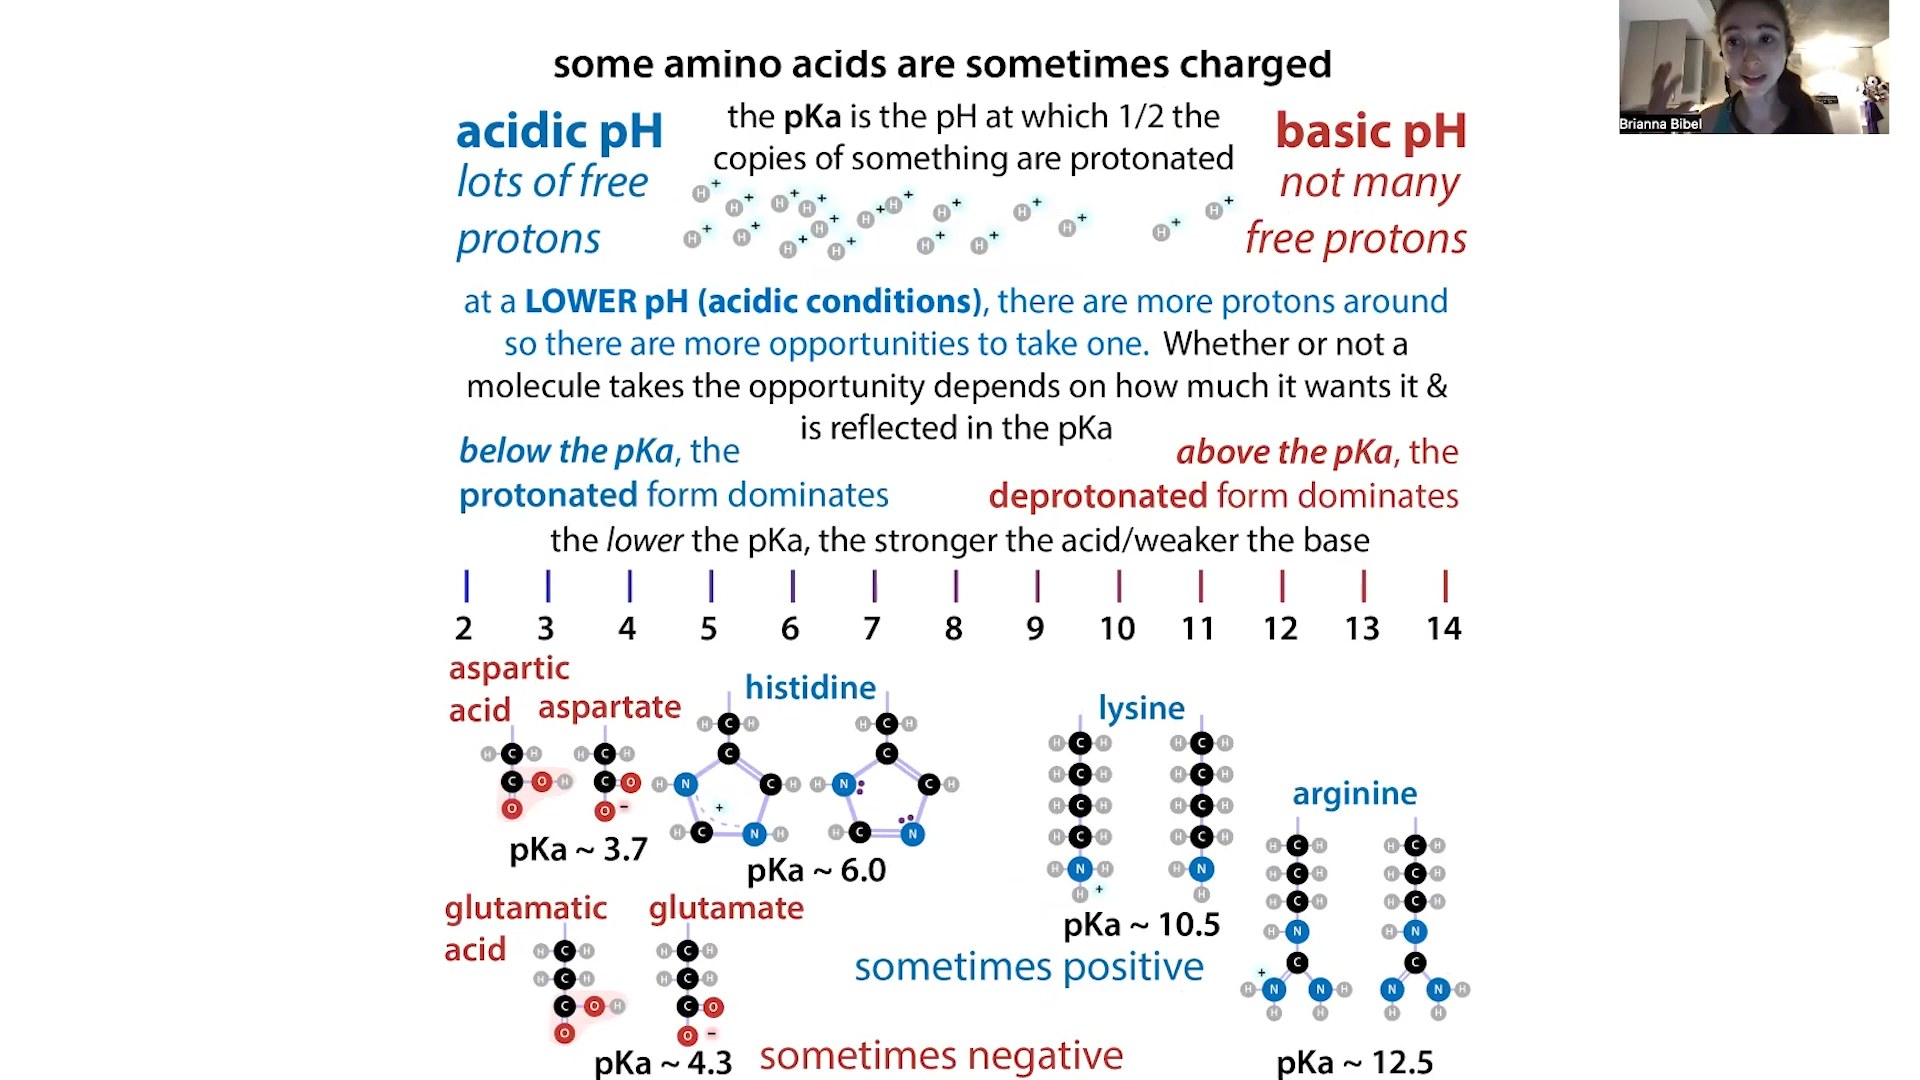 some amino acids are sometimes charged
acidic pH
lots of free
protons
the pKa is the pH at which 1/2 the
copies of something are protonated
basic pH
not many
free protons
H+ H+ H+ H+ H+ H+ H+ H+ H+ H+
H+ H+ H+ H+ H+ H+ H+ H+ H+
at a LOWER pH (acidic conditions), there are more protons around
so there are more opportunities to take one. Whether or not a
molecule takes the opportunity depends on how much it wants it &
is reflected in the pKa
below the pKa, the
protonated form dominates
above the pKa, the
deprotonated form dominates
the lower the pKa, the stronger the acid/weaker the base
2 3 4 5 6 7 8 9 10 11 12 13 14
aspartic
acid
aspartate
H C H
C O H
O
H C H
C O
O −
pKa ~ 3.7
histidine
H C H
C
H N C H
+
H C N H
H C H
C
H N C H
H C N
pKa ~ 6.0
lysine
H C H
H C H
H C H
H C H
H N H
H +
H C H
H C H
H C H
H C H
H N
H
pKa ~ 10.5
arginine
H C H
H C H
H C H
H N
C
+
H N N H
H H
H C H
H C H
H C H
H N
C
N N H
H H
pKa ~ 12.5
glutamatic
acid
glutamate
H C H
H C H
C O H
O
H C H
H C H
C O
O −
pKa ~ 4.3
sometimes positive
sometimes negative
Brianna Bibel